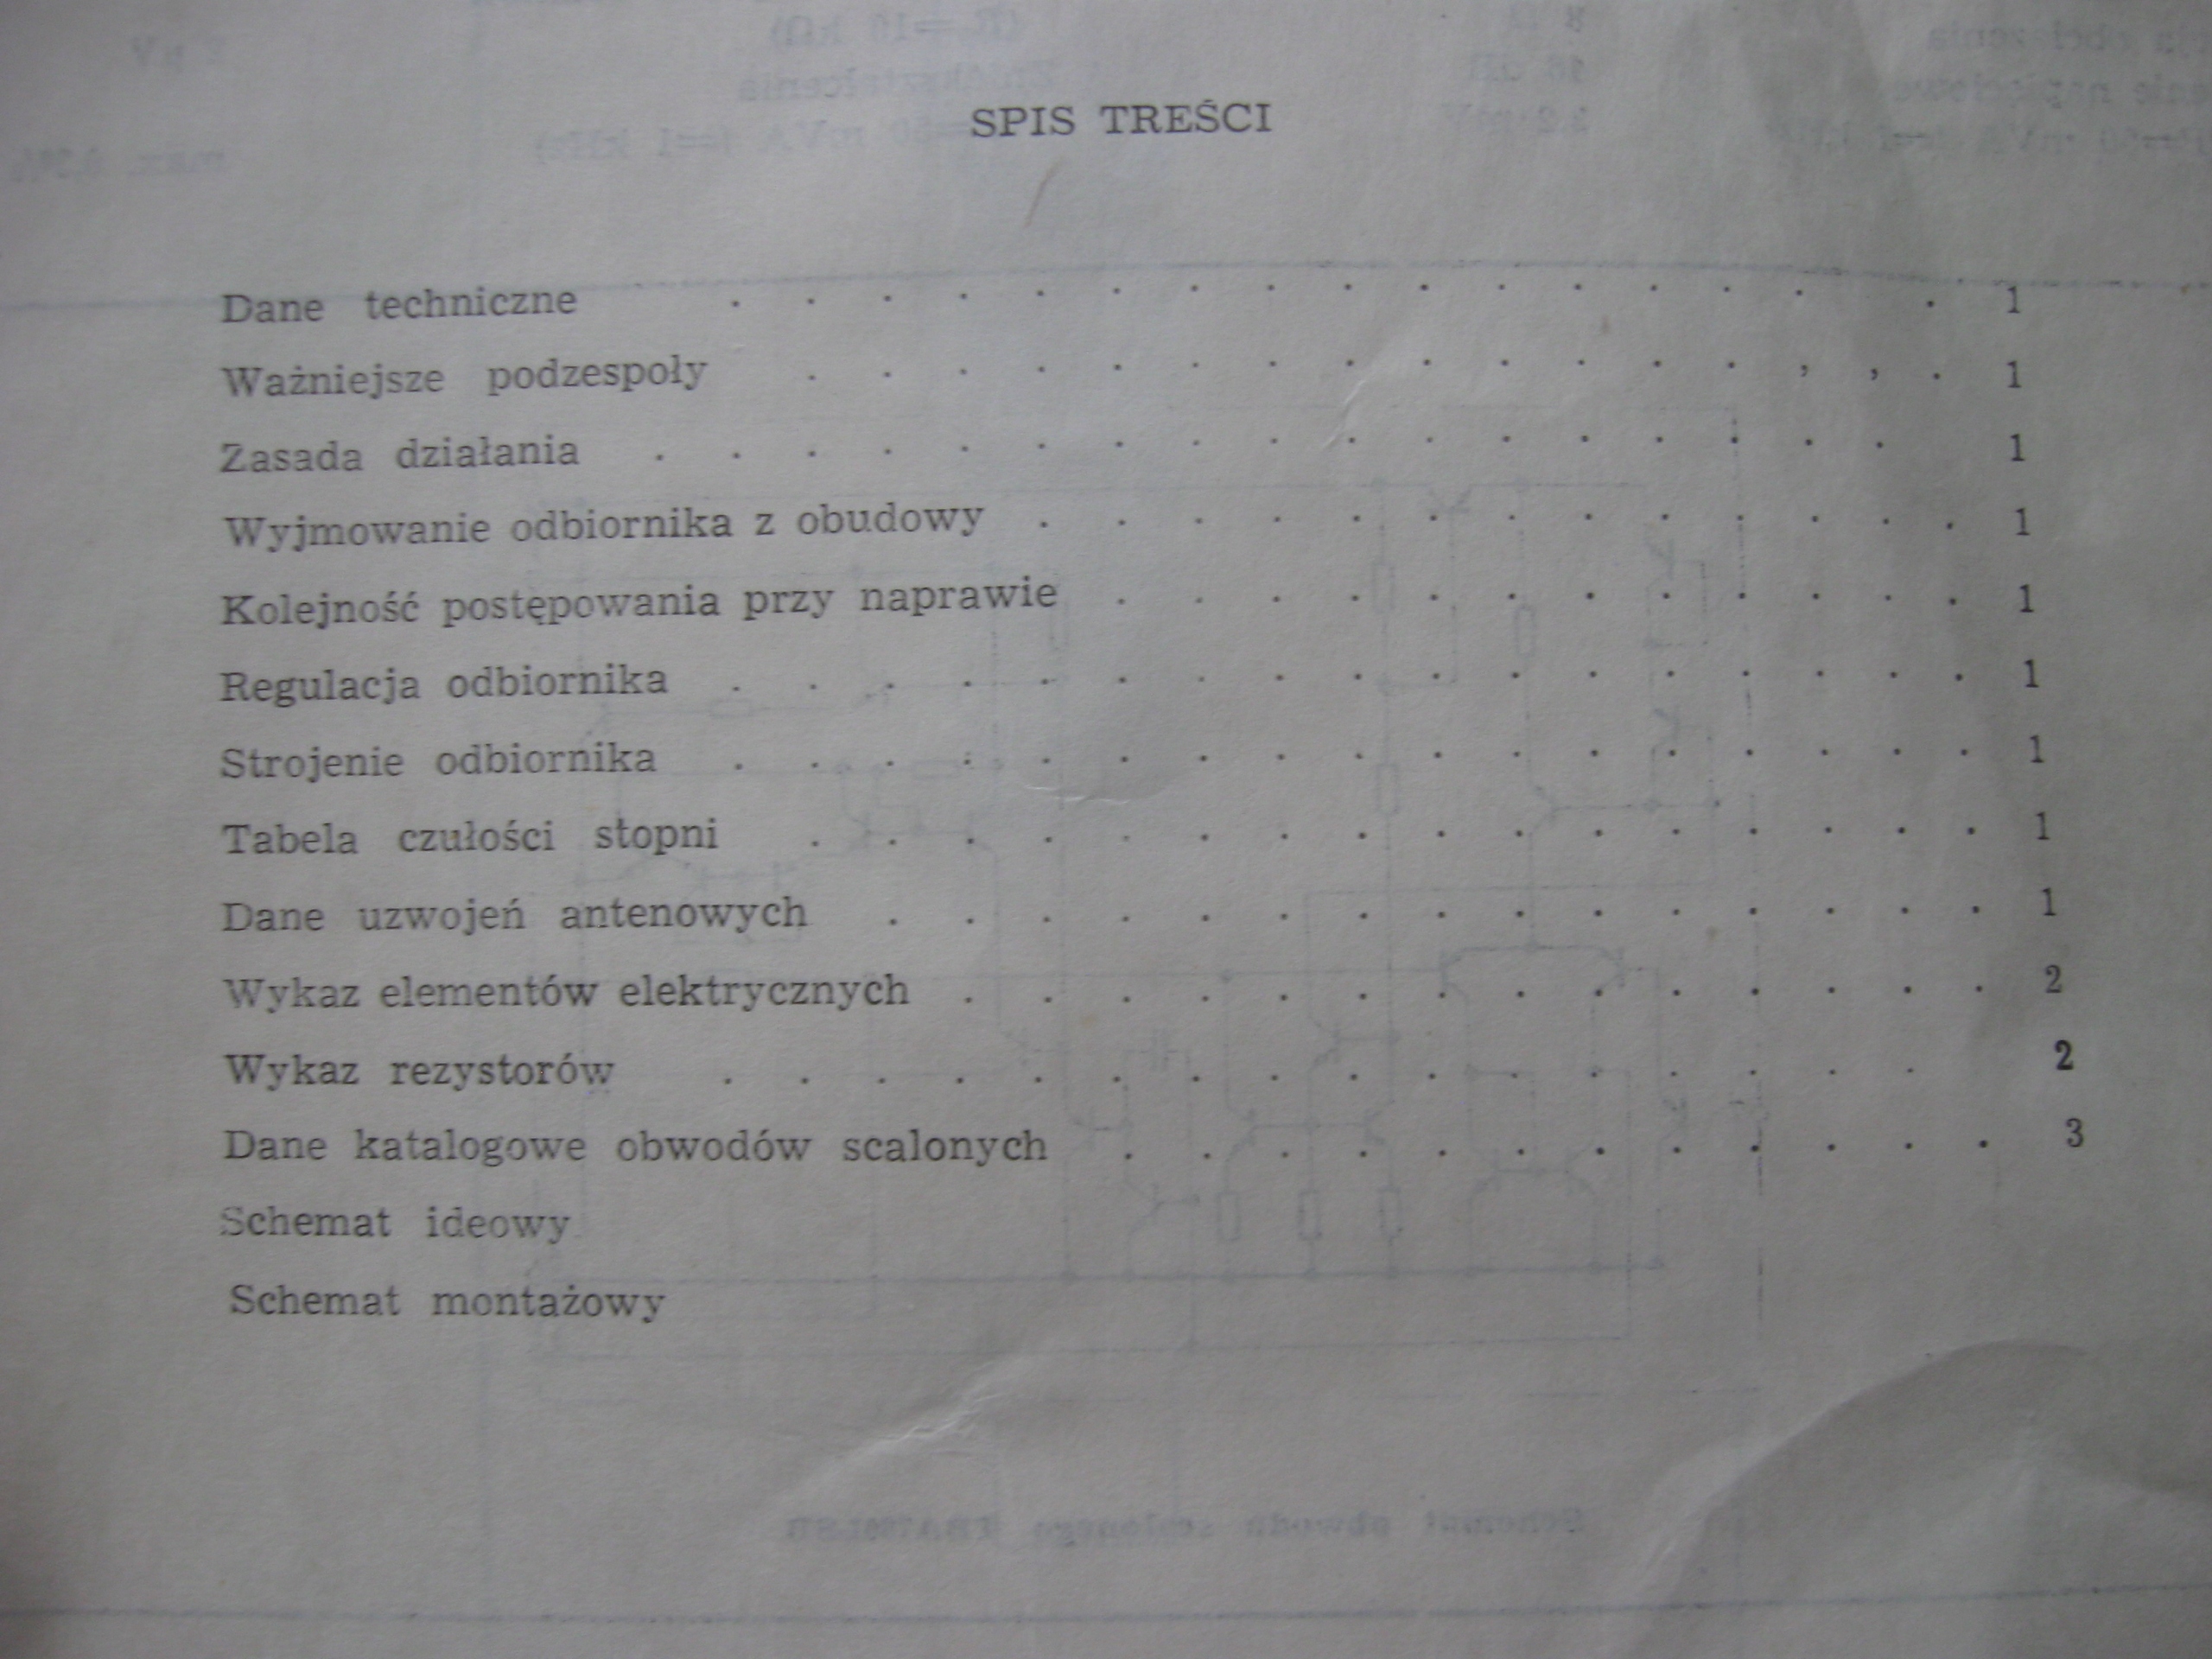 SPIS TREŚCI
Dane techniczne . . . . . . . . . . . . . . . . 1
Ważniejsze podzespoły . . . . . . . . . . . . . , , . 1
Zasada działania . . . . . . . . . . . . . . . . . 1
Wyjmowanie odbiornika z obudowy . . . . . . . . . . . . . 1
Kolejność postępowania przy naprawie . . . . . . . . . . . . 1
Regulacja odbiornika . . . . . . . . . . . . . . . . . 1
Strojenie odbiornika . . . . . . . . . . . . . . . . . 1
Tabela czułości stopni . . . . . . . . . . . . . . . . 1
Dane uzwojeń antenowych . . . . . . . . . . . . . . . 1
Wykaz elementów elektrycznych . . . . . . . . . . . . . . 2
Wykaz rezystorów . . . . . . . . . . . . . . . . 2
Dane katalogowe obwodów scalonych . . . . . . . . . . . . 3
Schemat ideowy
Schemat montażowy